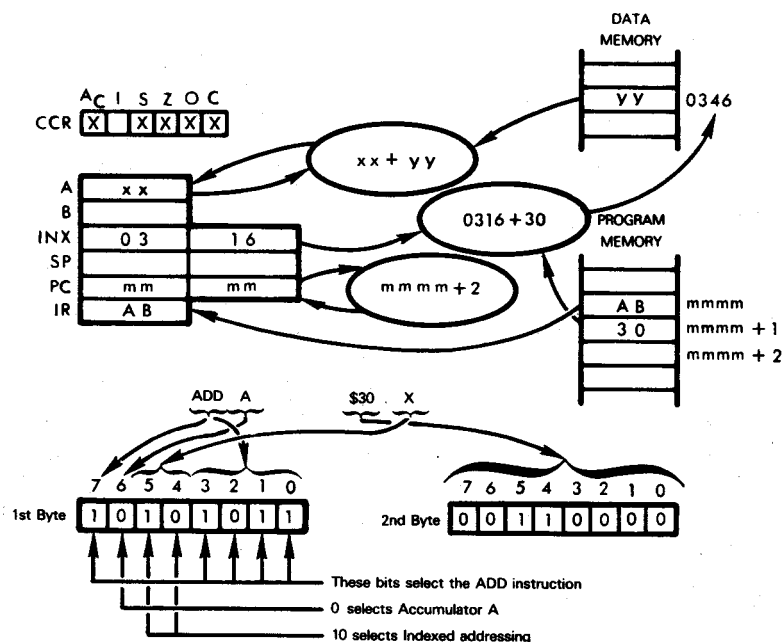 DATA
MEMORY
yy 0346
AC I S Z O C
CCR X X X X X
xx + yy
A xx
B
INX 03 16
SP
PC mm mm
IR AB
0316+30
mmmm+2
PROGRAM
MEMORY
AB mmmm
30 mmmm + 1
mmmm + 2
ADD A $30 X
7 6 5 4 3 2 1 0
1st Byte 1 0 1 0 1 0 1 1
7 6 5 4 3 2 1 0
2nd Byte 0 0 1 1 0 0 0 0
These bits select the ADD instruction
0 selects Accumulator A
10 selects Indexed addressing